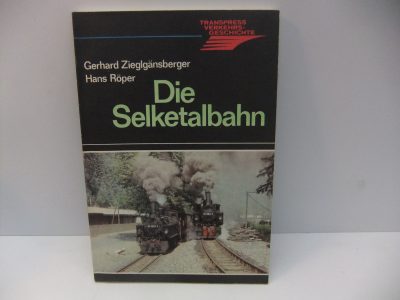 TRANSPRESS
VERKEHRS-
GESCHICHTE
Gerhard Zieglgänsberger
Hans Röper
Die
Selketalbahn